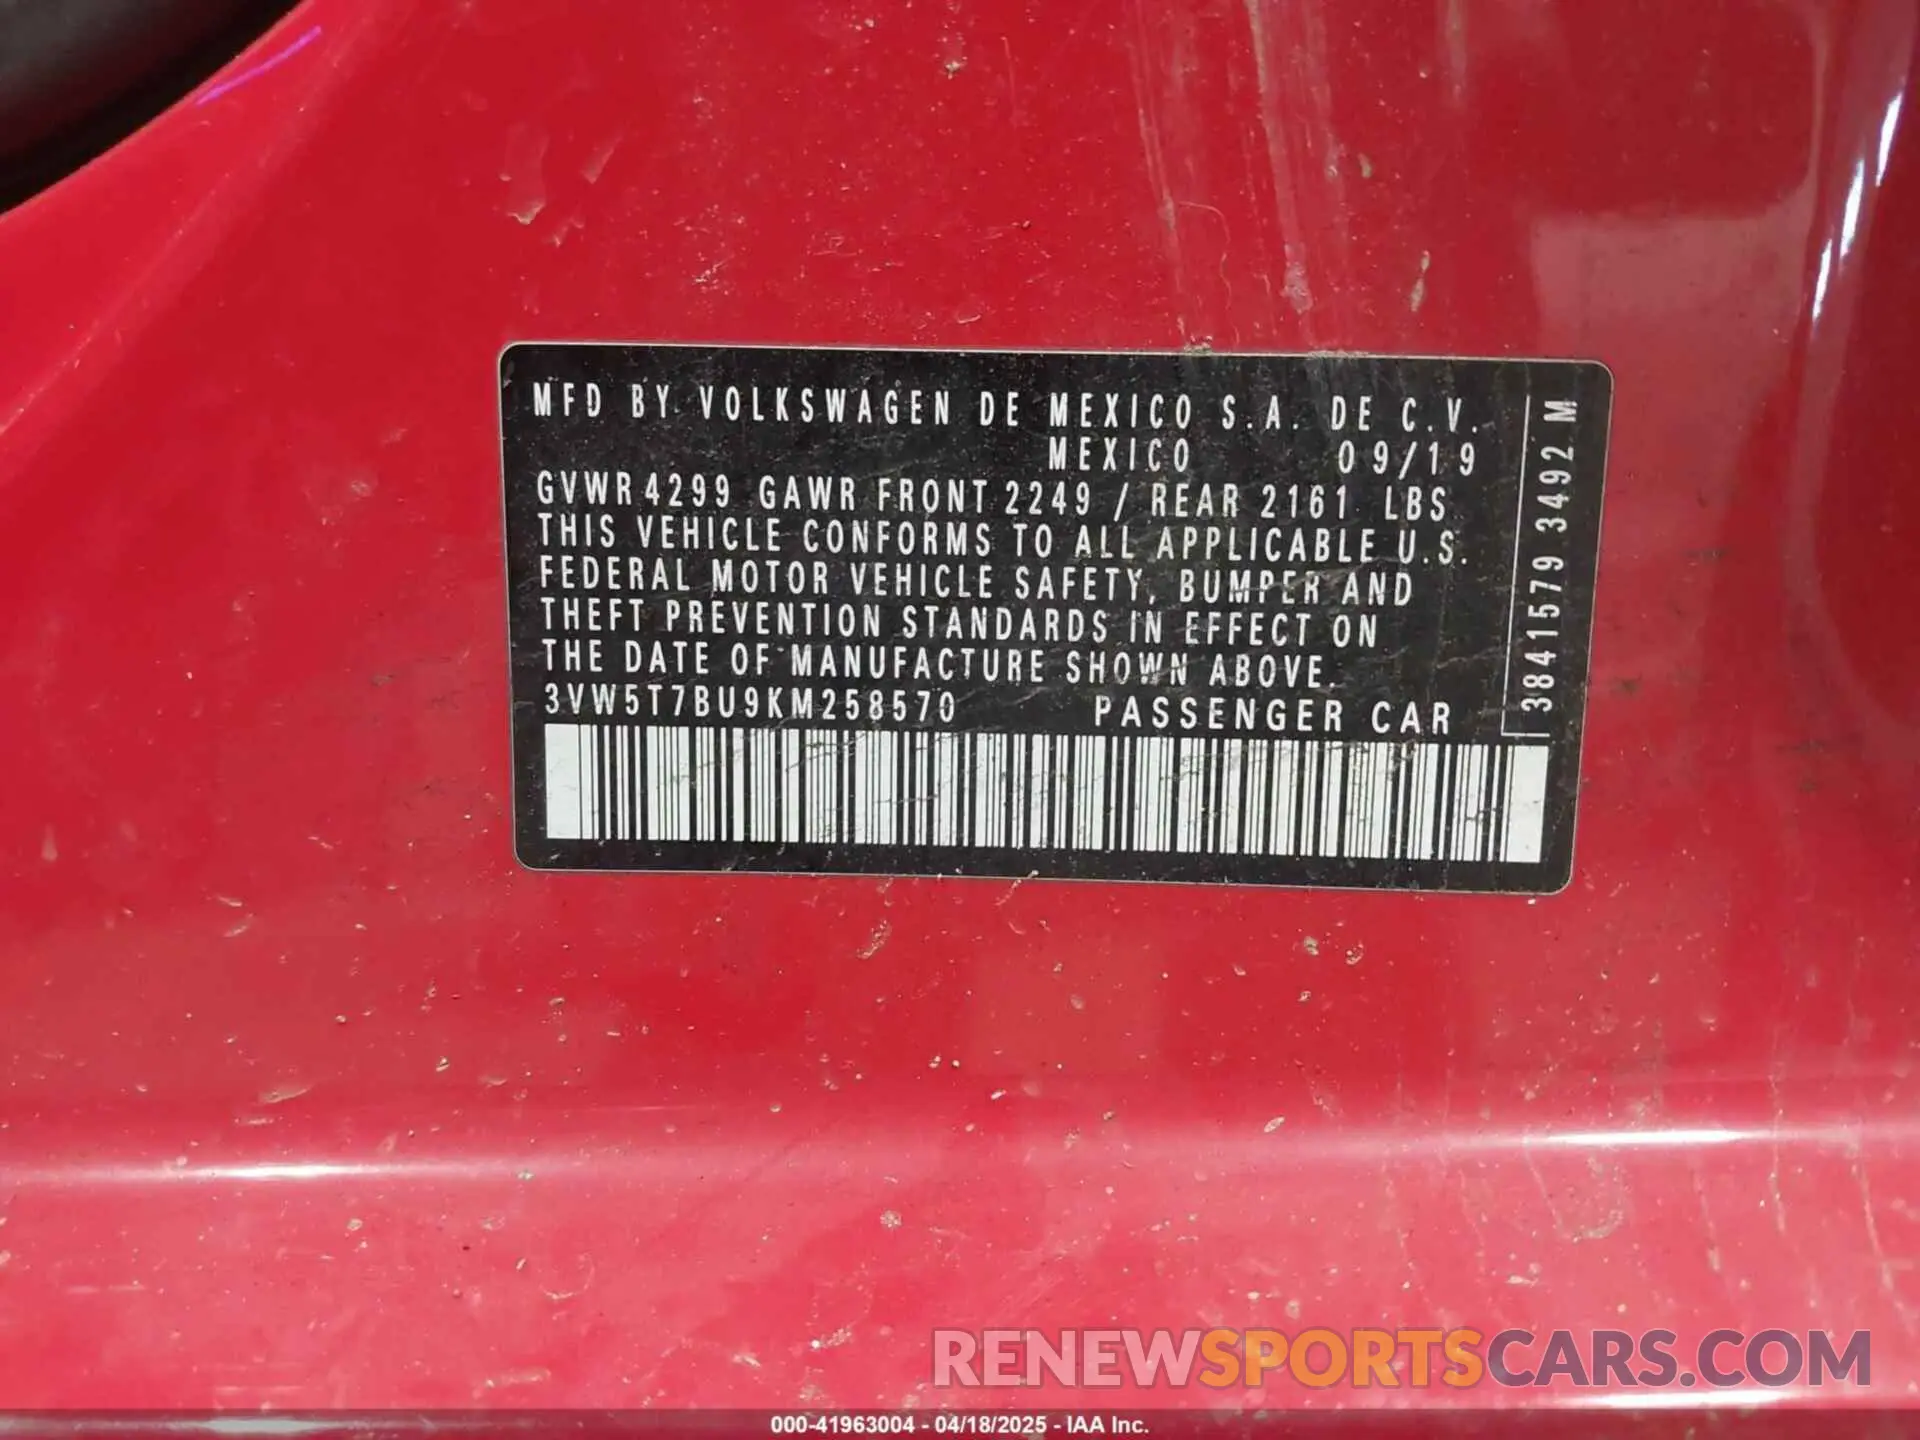 MFD BY VOLKSWAGEN DE MEXICO S.A. DE C.V.
MEXICO 09/19
GVWR 4299 GAWR FRONT 2249 / REAR 2161 LBS
THIS VEHICLE CONFORMS TO ALL APPLICABLE U.S.
FEDERAL MOTOR VEHICLE SAFETY, BUMPER AND
THEFT PREVENTION STANDARDS IN EFFECT ON
THE DATE OF MANUFACTURE SHOWN ABOVE.
3VW5T7BU9KM258570 PASSENGER CAR
3841579 3492 M
RENEWSPORTSCARS.COM
000-41963004 - 04/18/2025 - IAA Inc.